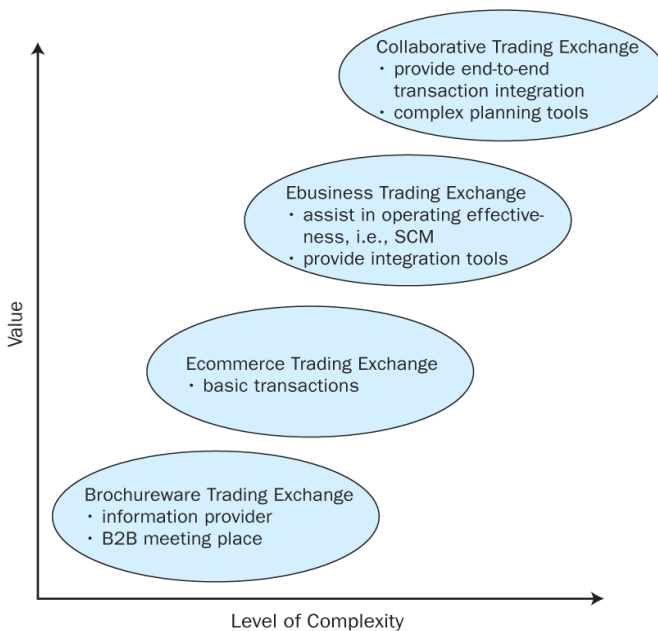 Collaborative Trading Exchange
· provide end-to-end
transaction integration
· complex planning tools
Ebusiness Trading Exchange
· assist in operating effective-
ness, i.e., SCM
· provide integration tools
Value
Ecommerce Trading Exchange
· basic transactions
Brochureware Trading Exchange
· information provider
· B2B meeting place
Level of Complexity